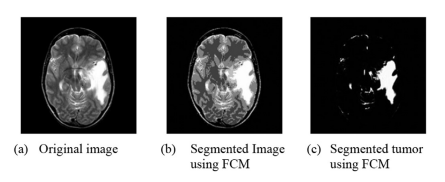 (a) Original image
(b) Segmented Image
using FCM
(c) Segmented tumor
using FCM